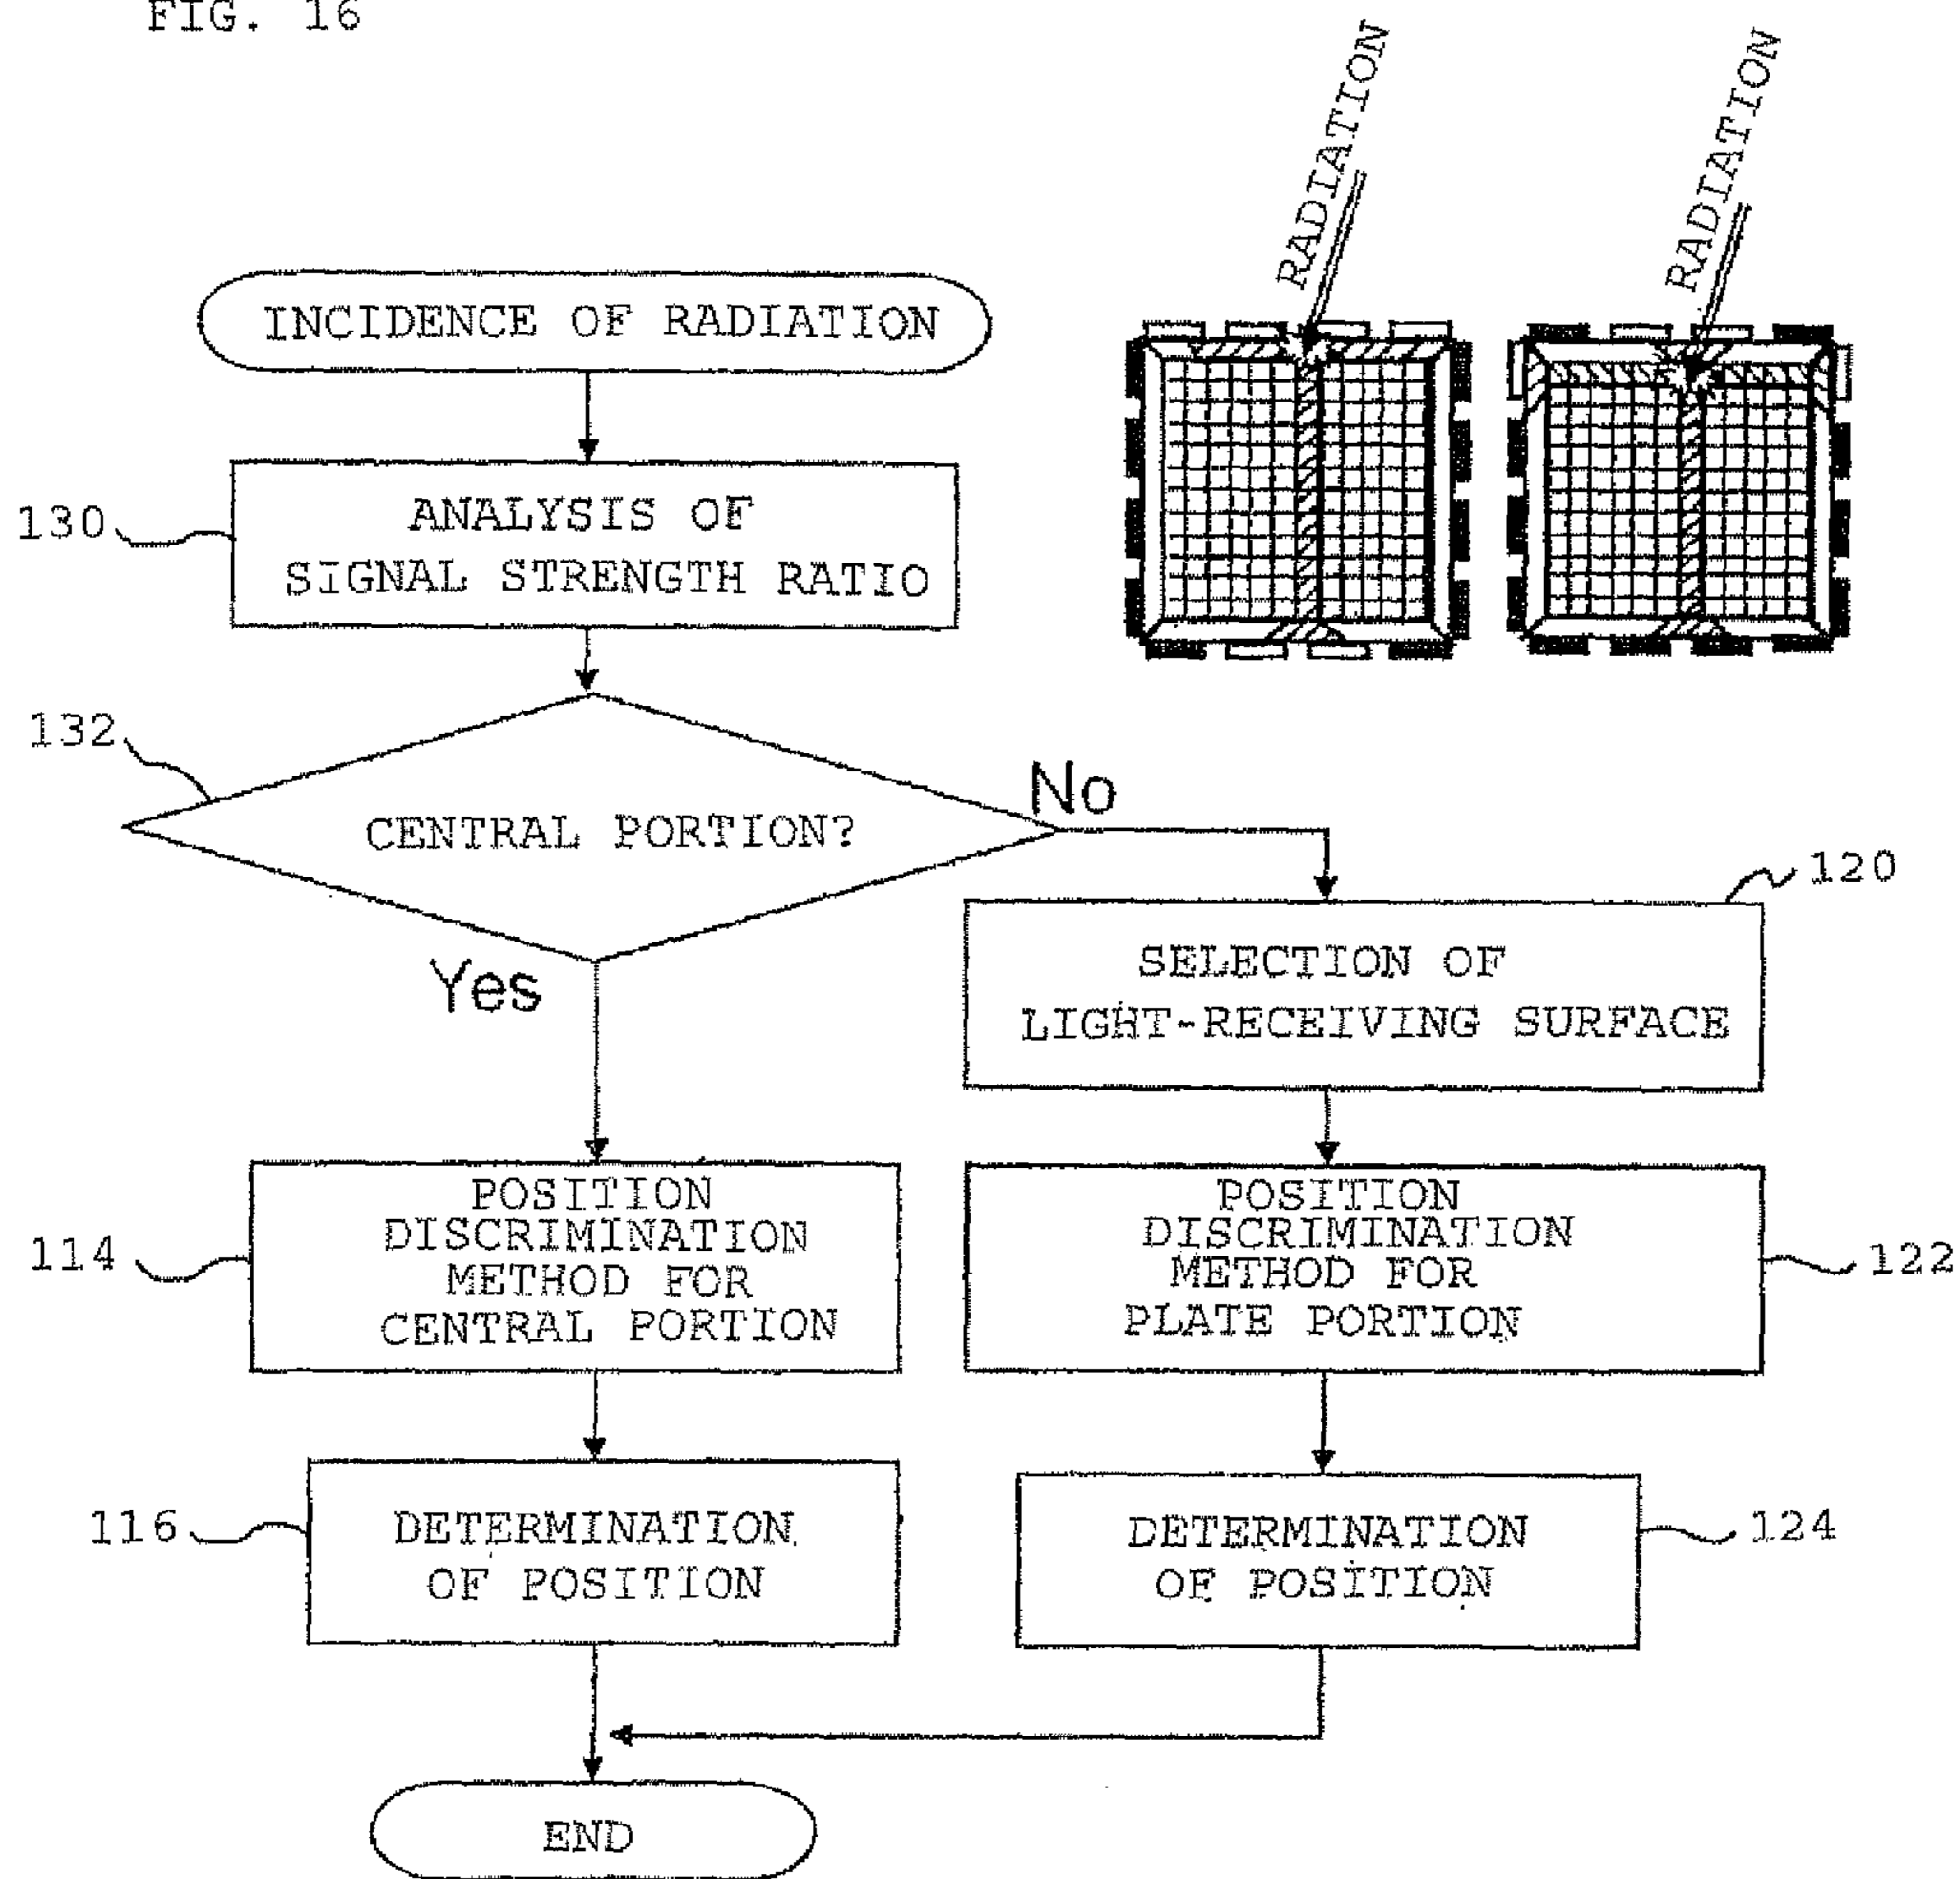 FIG. 16
RADIATION
RADIATION
INCIDENCE OF RADIATION
130
ANALYSIS OF
SIGNAL STRENGTH RATIO
132
CENTRAL PORTION?
No
Yes
120
SELECTION OF
LIGHT-RECEIVING SURFACE
114
POSITION
DISCRIMINATION
METHOD FOR
CENTRAL PORTION
POSITION
DISCRIMINATION
METHOD FOR
PLATE PORTION
122
116
DETERMINATION
OF POSITION
DETERMINATION
OF POSITION
124
END